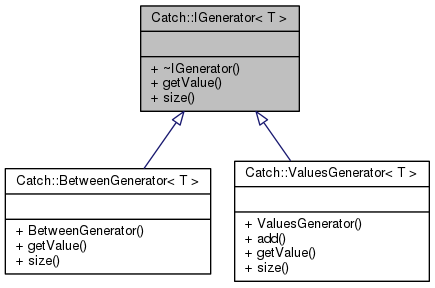 Catch::IGenerator< T >
+ ~IGenerator()
+ getValue()
+ size()
Catch::BetweenGenerator< T >
+ BetweenGenerator()
+ getValue()
+ size()
Catch::ValuesGenerator< T >
+ ValuesGenerator()
+ add()
+ getValue()
+ size()